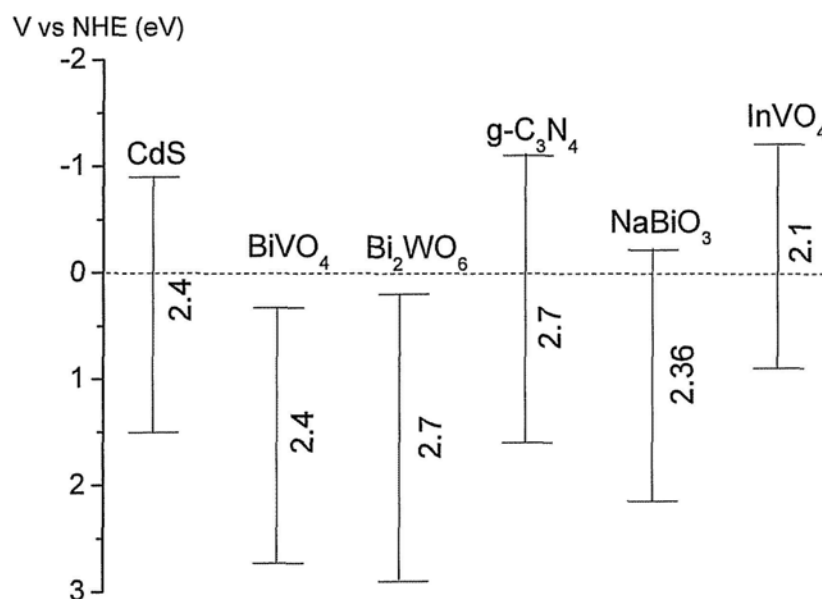 V vs NHE (eV)
-2
-1
0
1
2
3
CdS
2.4
BiVO₄
2.4
Bi₂WO₆
2.7
g-C₃N₄
2.7
NaBiO₃
2.36
InVO₄
2.1